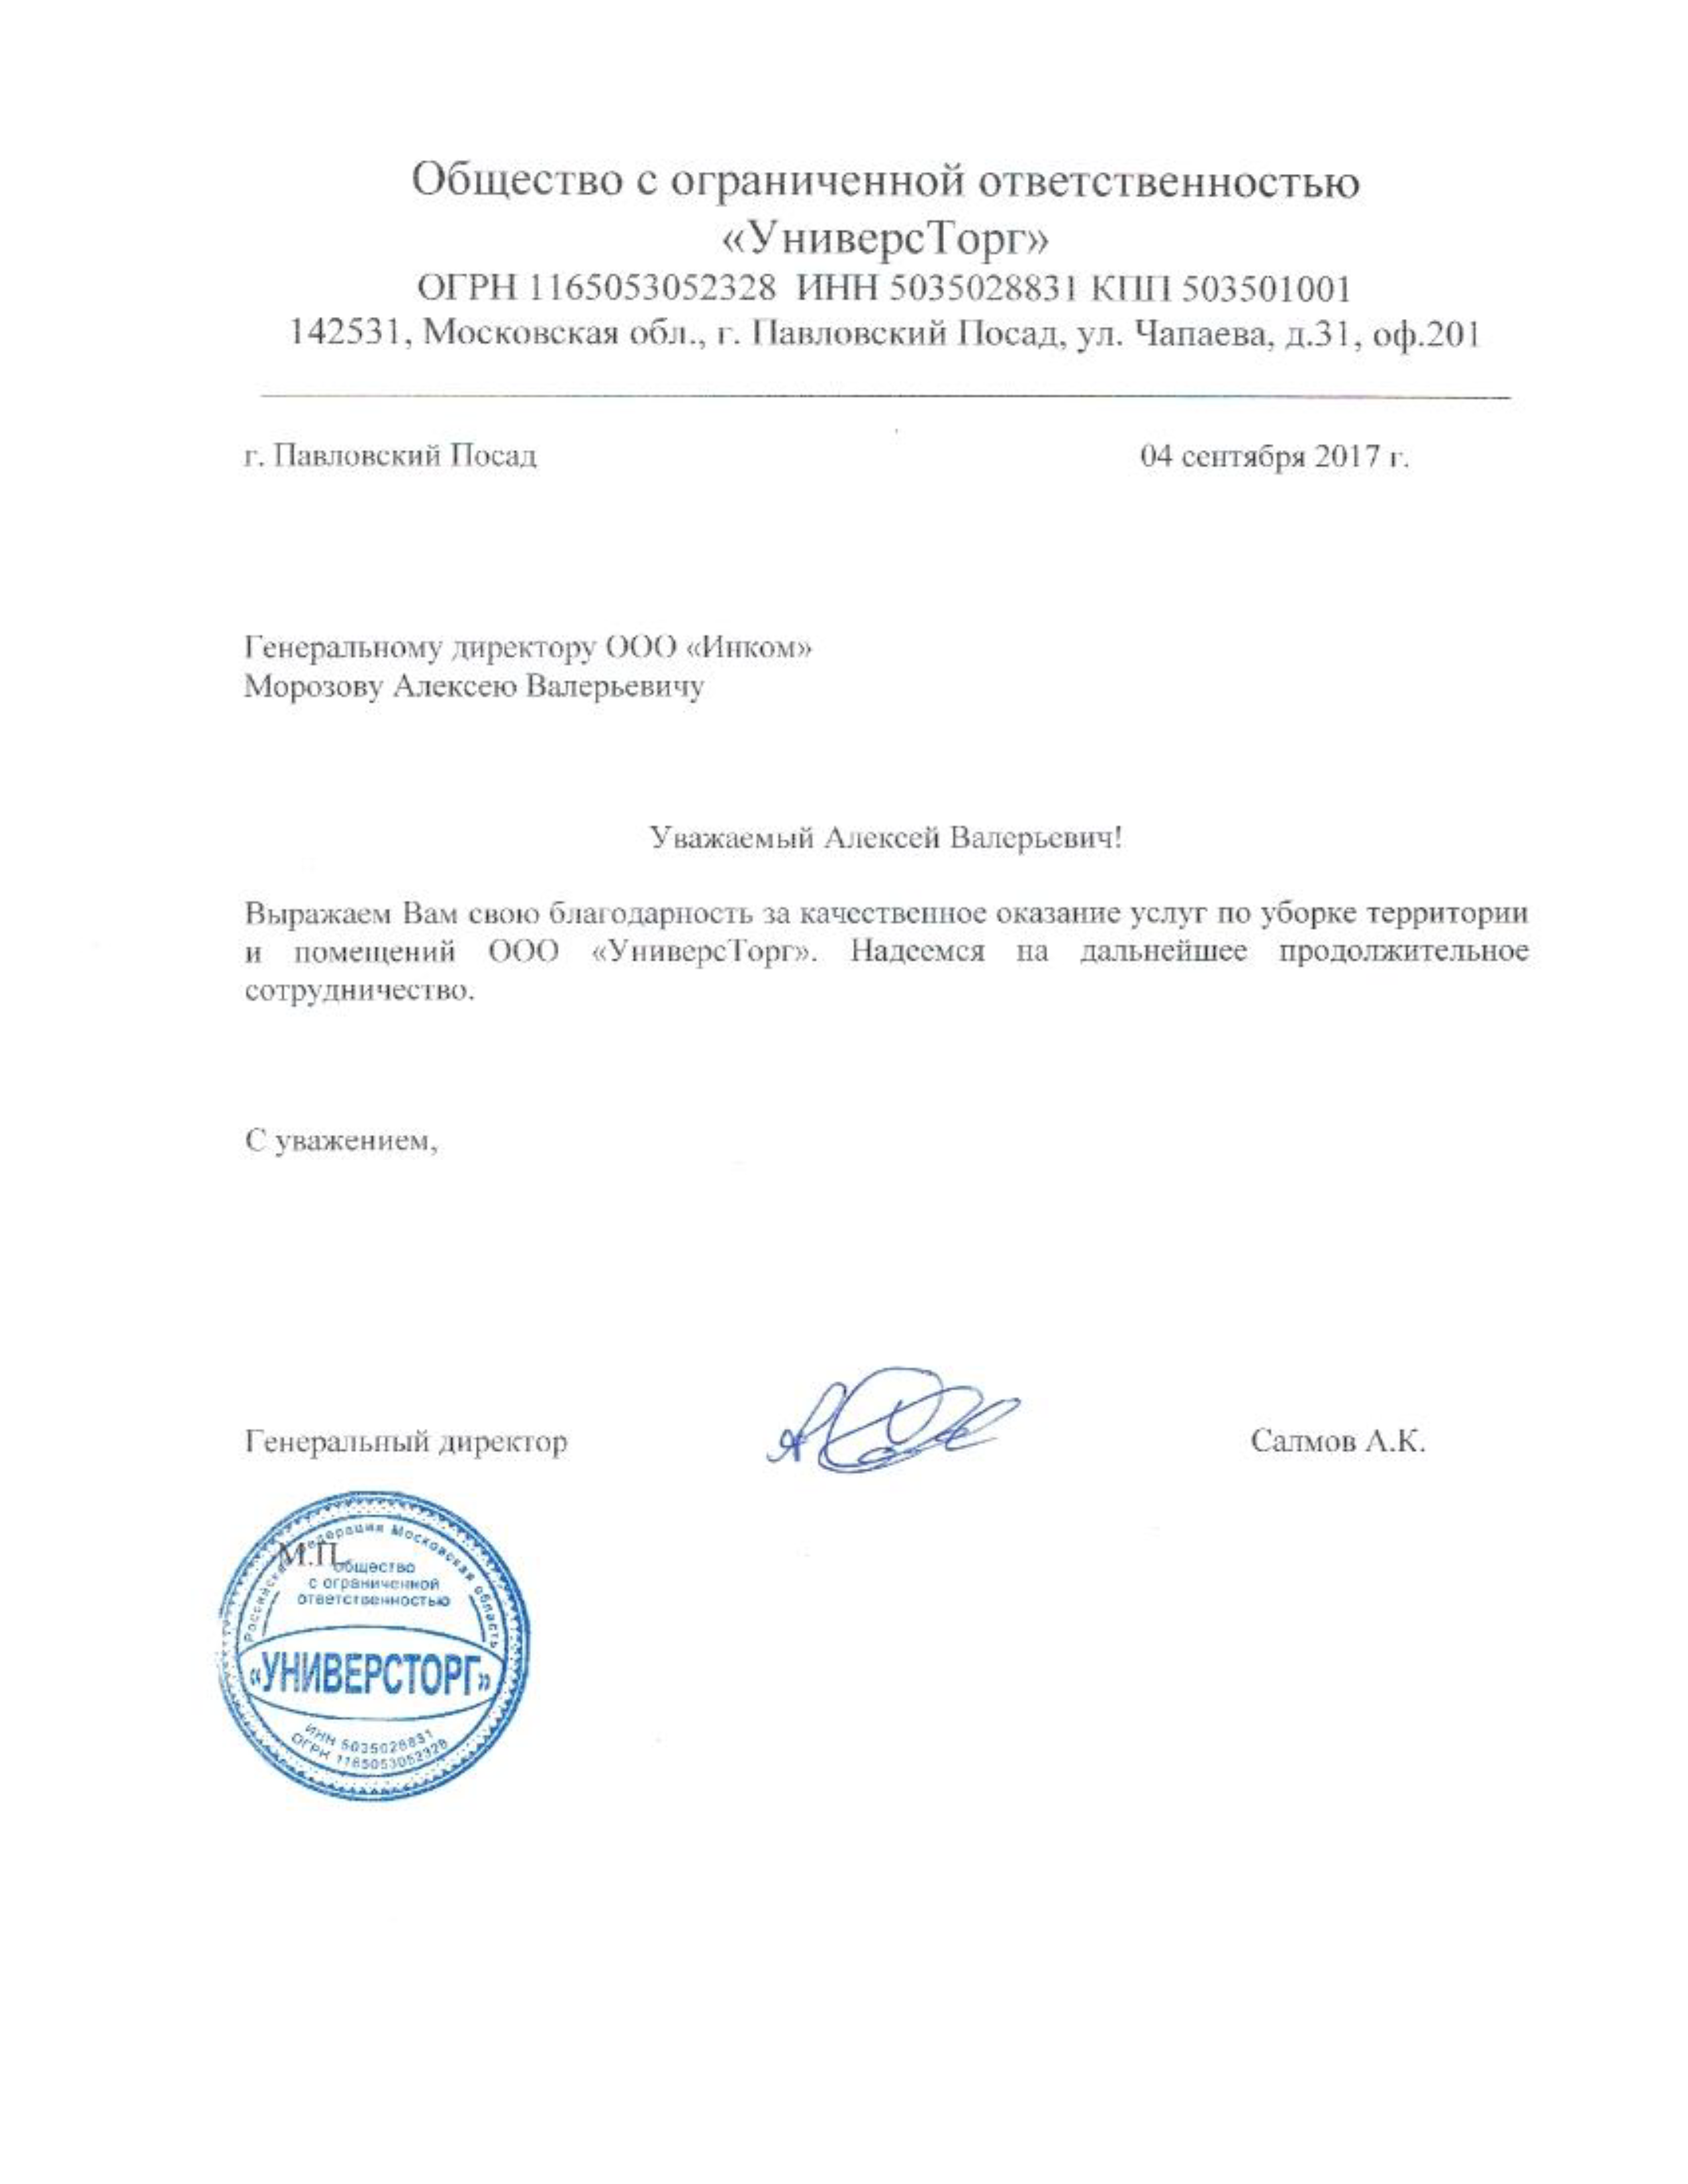 Общество с ограниченной ответственностью
«УниверсТорг»
ОГРН 1165053052328 ИНН 5035028831 КПП 503501001
142531, Московская обл., г. Павловский Посад, ул. Чапаева, д.31, оф.201
г. Павловский Посад 04 сентября 2017 г.
Генеральному директору ООО «Инком»
Морозову Алексею Валерьевичу
Уважаемый Алексей Валерьевич!
Выражаем Вам свою благодарность за качественное оказание услуг по уборке территории
и помещений ООО «УниверсТорг». Надеемся на дальнейшее продолжительное
сотрудничество.
С уважением,
Генеральный директор Салмов А.К.
М.П.
Российская Федерация Московская область
общество
с ограниченной
ответственностью
«УНИВЕРСТОРГ»
ИНН 5035028831
ОГРН 1165053052328